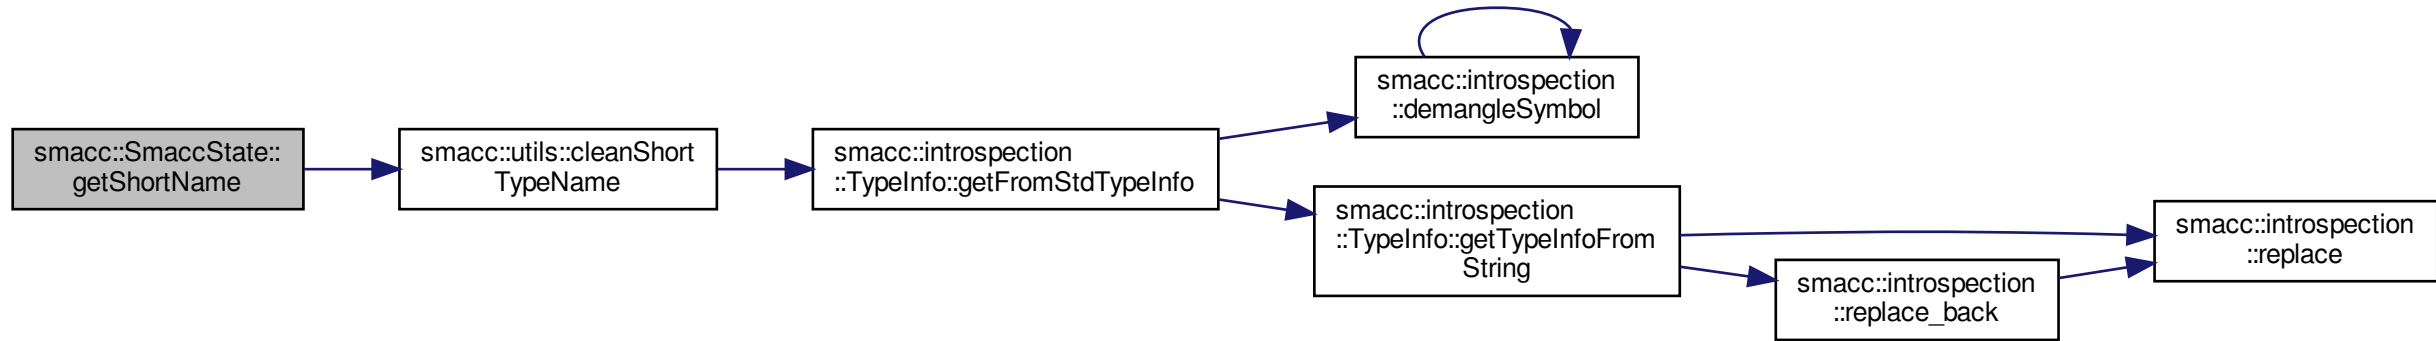 smacc::SmaccState::
getShortName
smacc::utils::cleanShort
TypeName
smacc::introspection
::TypeInfo::getFromStdTypeInfo
smacc::introspection
::demangleSymbol
smacc::introspection
::TypeInfo::getTypeInfoFrom
String
smacc::introspection
::replace_back
smacc::introspection
::replace